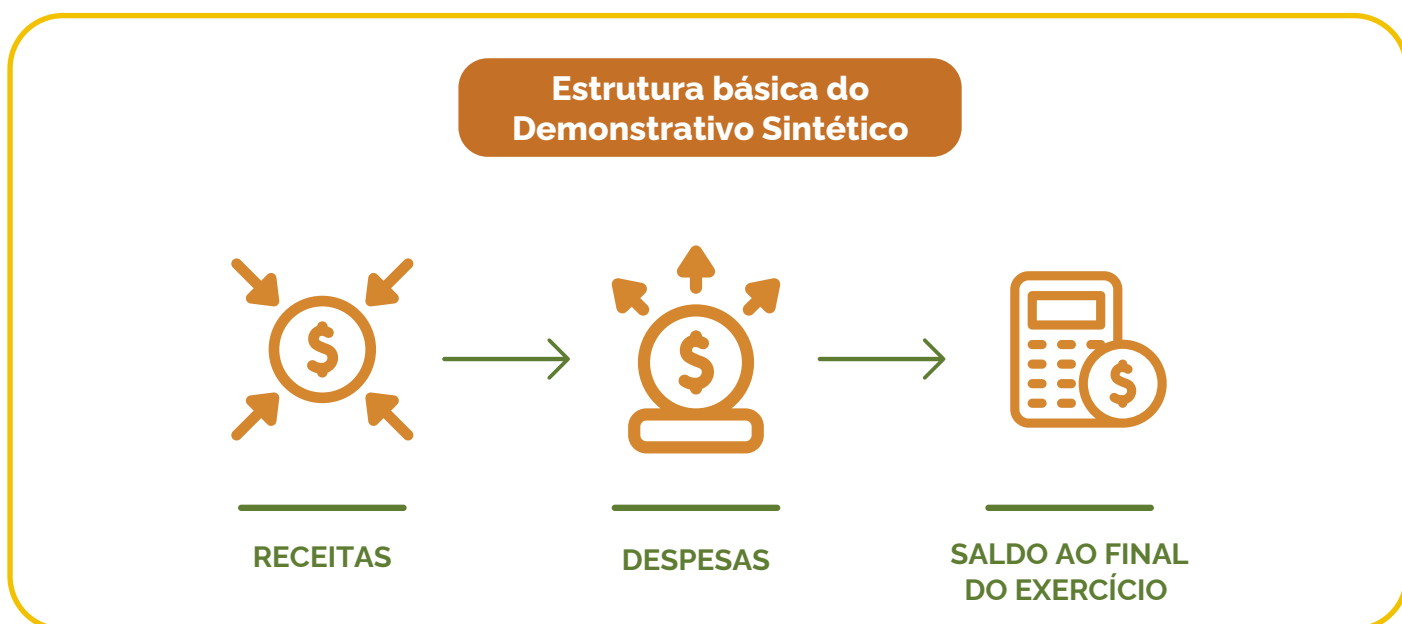 Estrutura básica do
Demonstrativo Sintético
$
$
$
RECEITAS
DESPESAS
SALDO AO FINAL
DO EXERCÍCIO